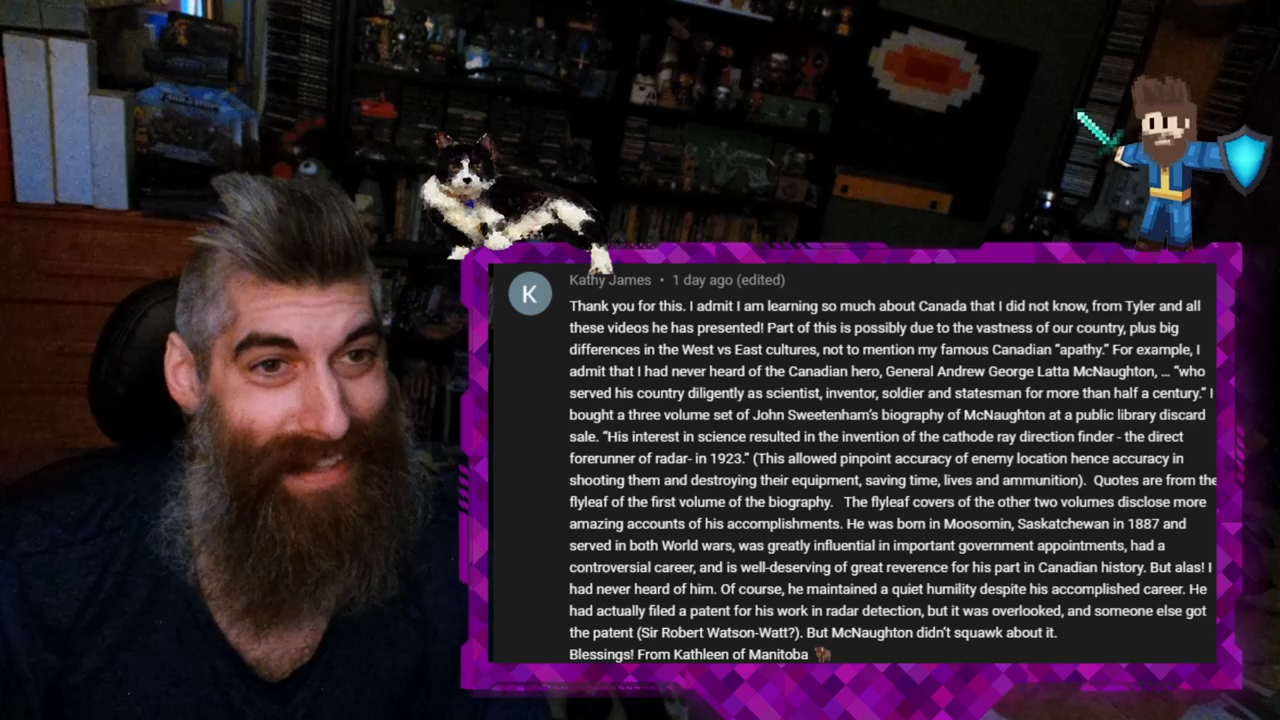 K
Kathy James • 1 day ago (edited)
Thank you for this. I admit I am learning so much about Canada that I did not know, from Tyler and all
these videos he has presented! Part of this is possibly due to the vastness of our country, plus big
differences in the West vs East cultures, not to mention my famous Canadian “apathy.” For example, I
admit that I had never heard of the Canadian hero, General Andrew George Latta McNaughton, ... “who
served his country diligently as scientist, inventor, soldier and statesman for more than half a century.” I
bought a three volume set of John Sweetenham’s biography of McNaughton at a public library discard
sale. “His interest in science resulted in the invention of the cathode ray direction finder - the direct
forerunner of radar- in 1923.” (This allowed pinpoint accuracy of enemy location hence accuracy in
shooting them and destroying their equipment, saving time, lives and ammunition).  Quotes are from the
flyleaf of the first volume of the biography.   The flyleaf covers of the other two volumes disclose more
amazing accounts of his accomplishments. He was born in Moosomin, Saskatchewan in 1887 and
served in both World wars, was greatly influential in important government appointments, had a
controversial career, and is well-deserving of great reverence for his part in Canadian history. But alas! I
had never heard of him. Of course, he maintained a quiet humility despite his accomplished career. He
had actually filed a patent for his work in radar detection, but it was overlooked, and someone else got
the patent (Sir Robert Watson-Watt?). But McNaughton didn’t squawk about it.
Blessings! From Kathleen of Manitoba 🦬